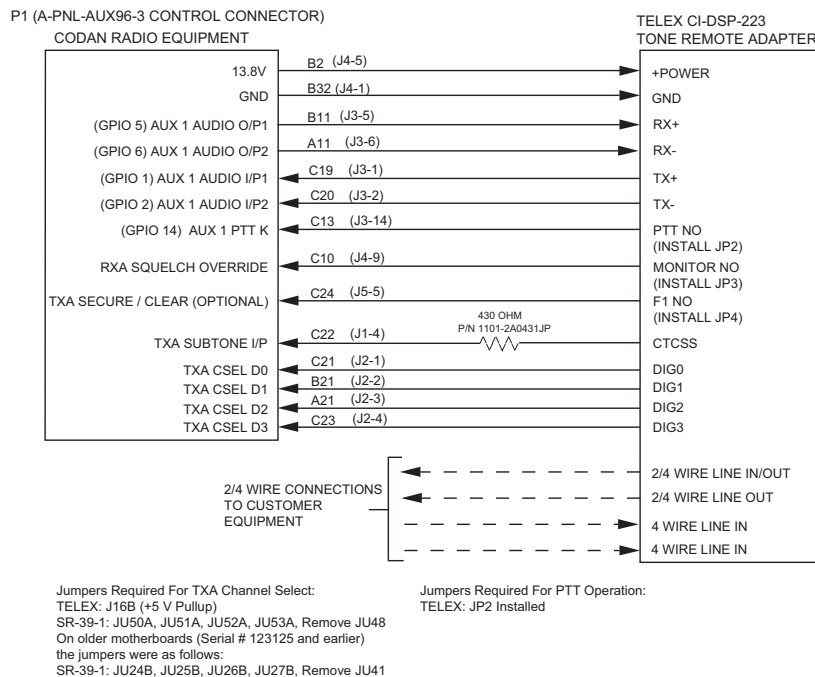 P1 (A-PNL-AUX96-3 CONTROL CONNECTOR)
CODAN RADIO EQUIPMENT
TELEX CI-DSP-223
TONE REMOTE ADAPTER
13.8V B2 (J4-5) +POWER
GND B32 (J4-1) GND
(GPIO 5) AUX 1 AUDIO O/P1 B11 (J3-5) RX+
(GPIO 6) AUX 1 AUDIO O/P2 A11 (J3-6) RX-
(GPIO 1) AUX 1 AUDIO I/P1 C19 (J3-1) TX+
(GPIO 2) AUX 1 AUDIO I/P2 C20 (J3-2) TX-
(GPIO 14) AUX 1 PTT K C13 (J3-14) PTT NO
(INSTALL JP2)
RXA SQUELCH OVERRIDE C10 (J4-9) MONITOR NO
(INSTALL JP3)
TXA SECURE / CLEAR (OPTIONAL) C24 (J5-5) F1 NO
(INSTALL JP4)
430 OHM
P/N 1101-2A0431JP
TXA SUBTONE I/P C22 (J1-4) CTCSS
TXA CSEL D0 C21 (J2-1) DIG0
TXA CSEL D1 B21 (J2-2) DIG1
TXA CSEL D2 A21 (J2-3) DIG2
TXA CSEL D3 C23 (J2-4) DIG3
2/4 WIRE CONNECTIONS
TO CUSTOMER
EQUIPMENT
2/4 WIRE LINE IN/OUT
2/4 WIRE LINE OUT
4 WIRE LINE IN
4 WIRE LINE IN
Jumpers Required For TXA Channel Select:
TELEX: J16B (+5 V Pullup)
SR-39-1: JU50A, JU51A, JU52A, JU53A, Remove JU48
On older motherboards (Serial # 123125 and earlier)
the jumpers were as follows:
SR-39-1: JU24B, JU25B, JU26B, JU27B, Remove JU41
Jumpers Required For PTT Operation:
TELEX: JP2 Installed